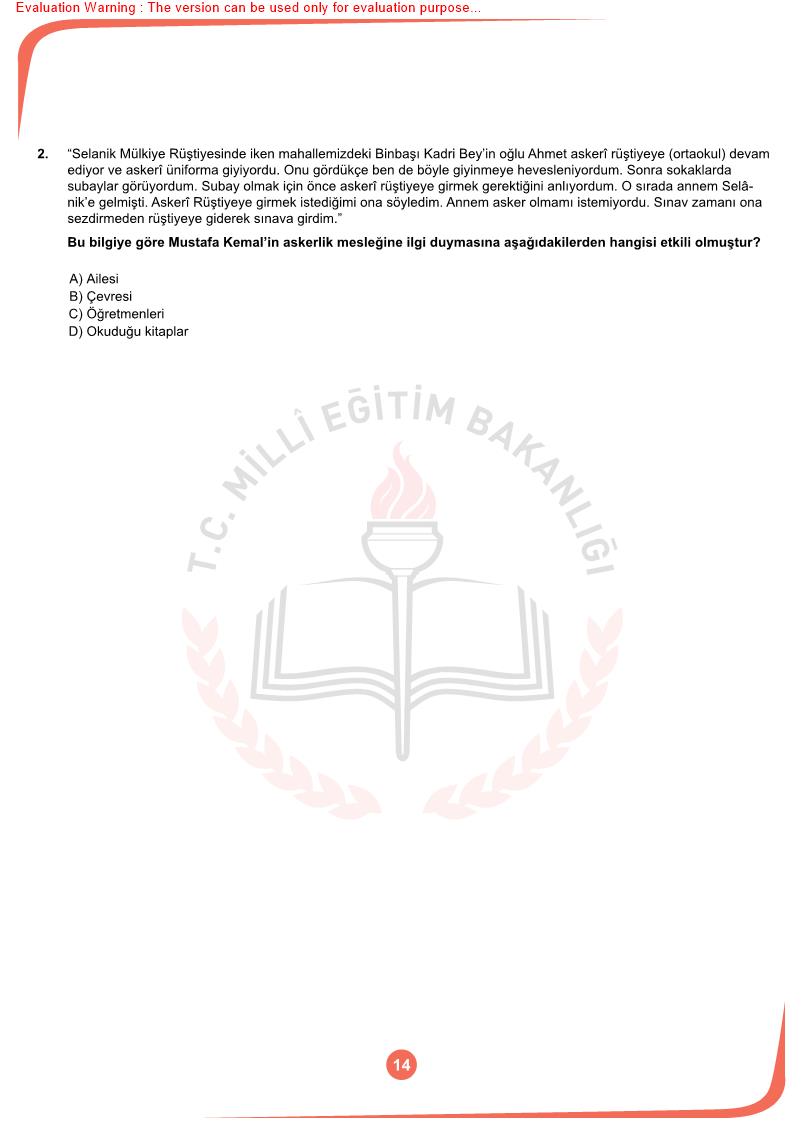 Evaluation Warning : The version can be used only for evaluation purpose...
2. “Selanik Mülkiye Rüştiyesinde iken mahallemizdeki Binbaşı Kadri Bey’in oğlu Ahmet askerî rüştiyeye (ortaokul) devam
ediyor ve askerî üniforma giyiyordu. Onu gördükçe ben de böyle giyinmeye hevesleniyordum. Sonra sokaklarda
subaylar görüyordum. Subay olmak için önce askerî rüştiyeye girmek gerektiğini anlıyordum. O sırada annem Selâ-
nik’e gelmişti. Askerî Rüştiyeye girmek istediğimi ona söyledim. Annem asker olmamı istemiyordu. Sınav zamanı ona
sezdirmeden rüştiyeye giderek sınava girdim.”
Bu bilgiye göre Mustafa Kemal’in askerlik mesleğine ilgi duymasına aşağıdakilerden hangisi etkili olmuştur?
A) Ailesi
B) Çevresi
C) Öğretmenleri
D) Okuduğu kitaplar
T.C. MİLLÎ EĞİTİM BAKANLIĞI
14